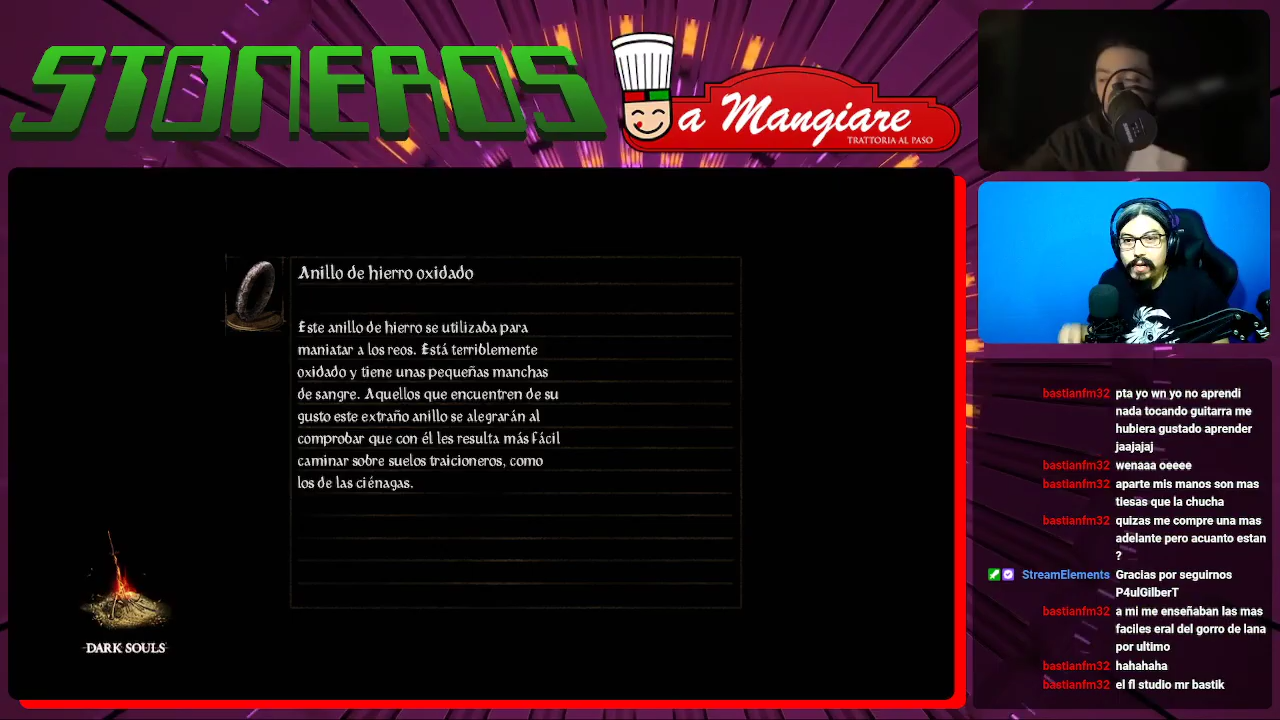 STONEROS
a Mangiare
TRATTORIA AL PASO
Anillo de hierro oxidado
Este anillo de hierro se utilizaba para
maniatar a los reos. Está terriblemente
oxidado y tiene unas pequeñas manchas
de sangre. Aquellos que encuentren de su
gusto este extraño anillo se alegrarán al
comprobar que con él les resulta más fácil
caminar sobre suelos traicioneros, como
los de las ciénagas.
DARK SOULS
bastianfm32 pta yo wn yo no aprendi
nada tocando guitarra me
hubiera gustado aprender
jaajajaj
bastianfm32 wenaaa oeeee
bastianfm32 aparte mis manos son mas
tiesas que la chucha
bastianfm32 quizas me compre una mas
adelante pero acuanto estan
?
StreamElements Gracias por seguirnos
P4ulGilberT
bastianfm32 a mi me enseñaban las mas
faciles eral del gorro de lana
por ultimo
bastianfm32 hahahaha
bastianfm32 el fl studio mr bastik